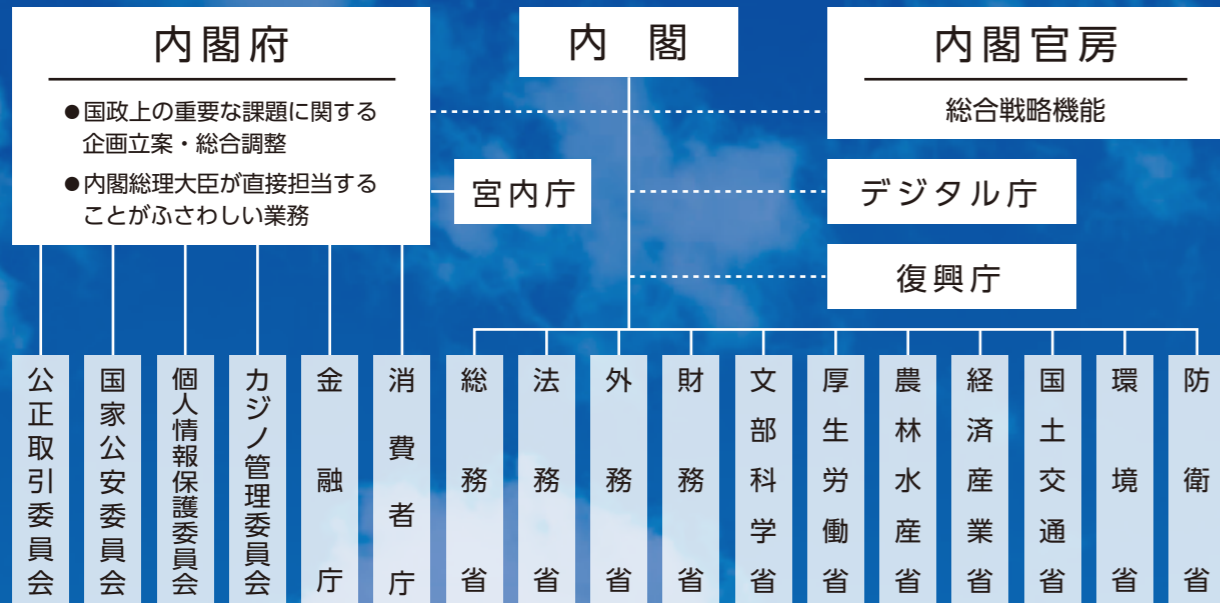 内閣府
●国政上の重要な課題に関する
企画立案・総合調整
●内閣総理大臣が直接担当する
ことがふさわしい業務
内閣
内閣官房
総合戦略機能
宮内庁
デジタル庁
復興庁
公正取引委員会
国家公安委員会
個人情報保護委員会
カジノ管理委員会
金融庁
消費者庁
総務省
法務省
外務省
財務省
文部科学省
厚生労働省
農林水産省
経済産業省
国土交通省
環境省
防衛省